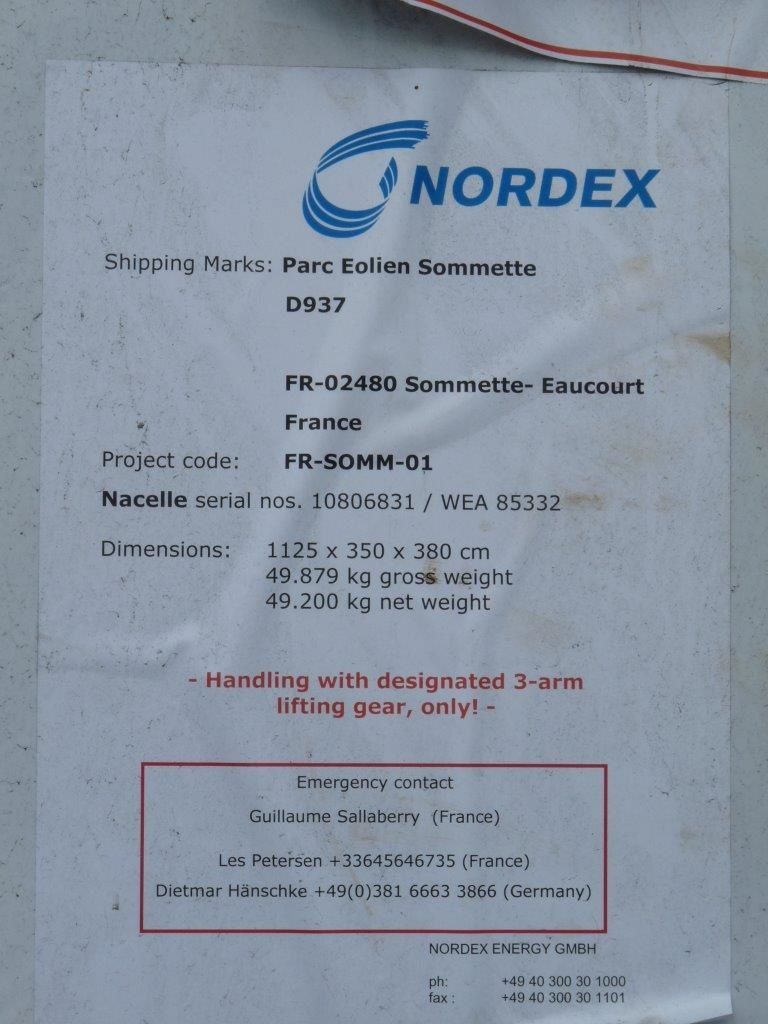 NORDEX
Shipping Marks: Parc Eolien Sommette
D937
FR-02480 Sommette- Eaucourt
France
Project code: FR-SOMM-01
Nacelle serial nos. 10806831 / WEA 85332
Dimensions: 1125 x 350 x 380 cm
49.879 kg gross weight
49.200 kg net weight
- Handling with designated 3-arm
lifting gear, only! -
Emergency contact
Guillaume Sallaberry (France)
Les Petersen +33645646735 (France)
Dietmar Hänschke +49(0)381 6663 3866 (Germany)
NORDEX ENERGY GMBH
ph: +49 40 300 30 1000
fax : +49 40 300 30 1101